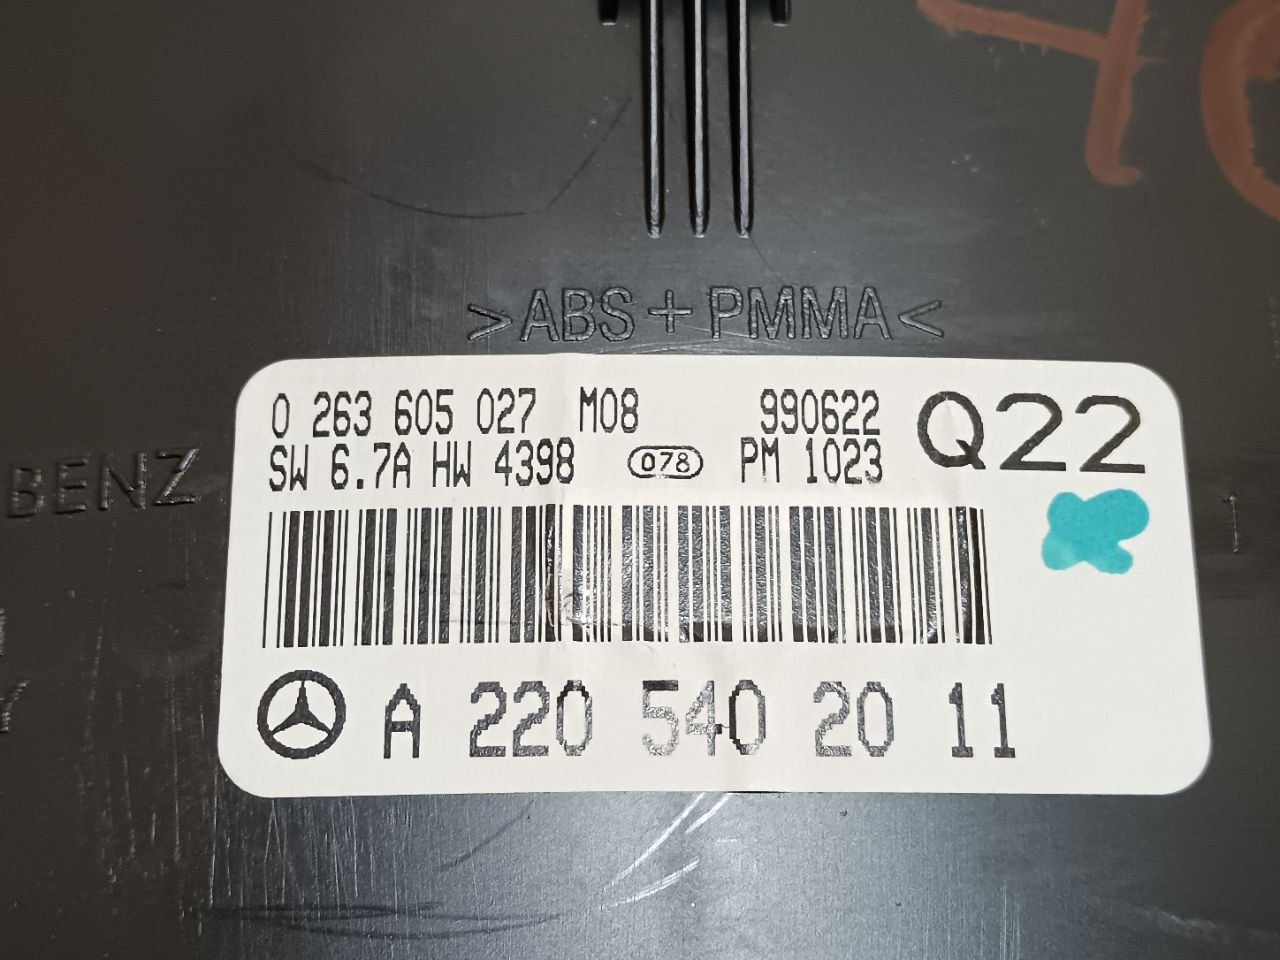 >ABS+PMMA<
0 263 605 027 M08 990622 Q22
SW 6.7A HW 4398 078 PM 1023
BENZ
A 220 540 20 11